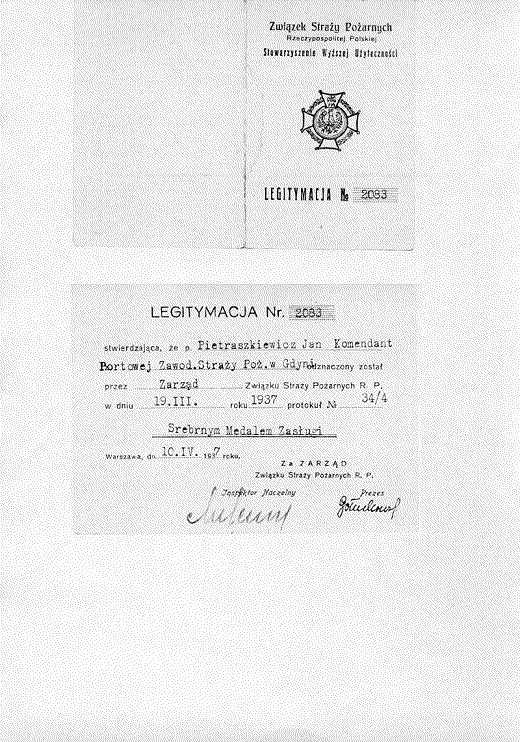 Związek Straży Pożarnych
Rzeczypospolitej Polskiej
Stowarzyszenie Wyższej Użyteczności
LEGITYMACJA № 2083
LEGITYMACJA Nr. 2083
stwierdzająca, że p. Pietraszkiewicz Jan Komendant
Portowej Zawod.Straży Poż.w Gdyni odznaczony został
przez Zarząd Związku Straży Pożarnych R. P.
w dniu 19.III. roku 1937 protokuł № 34/4
Srebrnym Medalem Zasługi
Warszawa, dn. 10.IV. 1937 roku.
Za ZARZĄD
Związku Straży Pożarnych R. P.
Inspektor Naczelny
Prezes